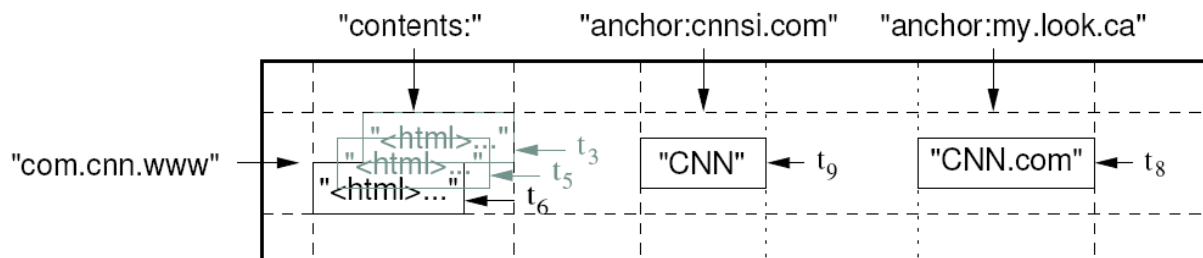 "contents:" "anchor:cnnsi.com" "anchor:my.look.ca"
"<html>..." t3
"com.cnn.www" "<html>..." t5 "CNN" t9 "CNN.com" t8
"<html>..." t6